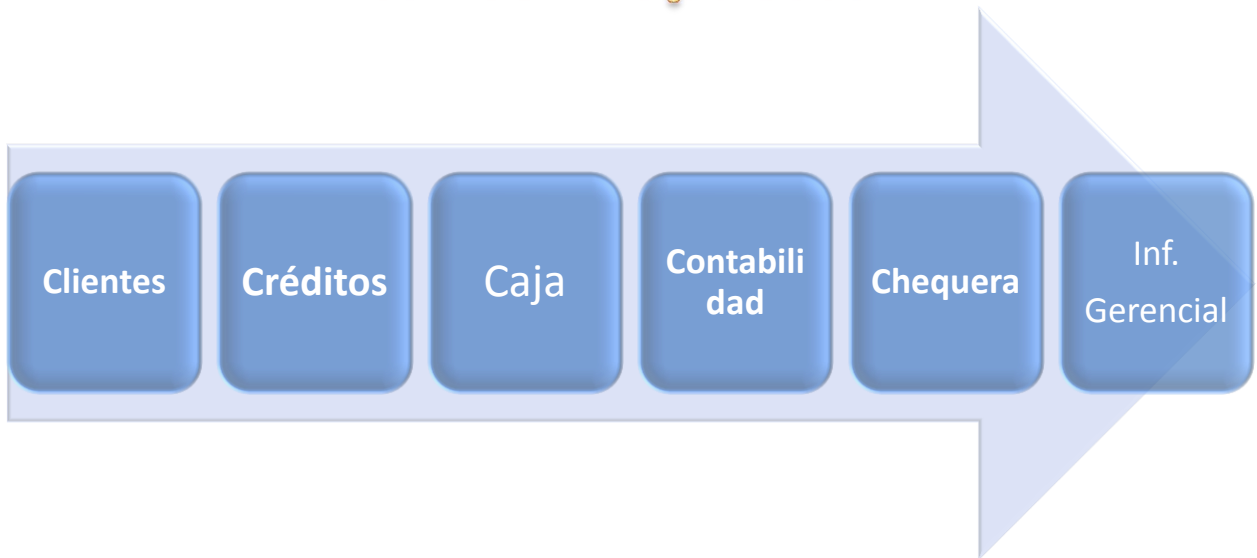 Clientes
Créditos
Caja
Contabili
dad
Chequera
Inf.
Gerencial